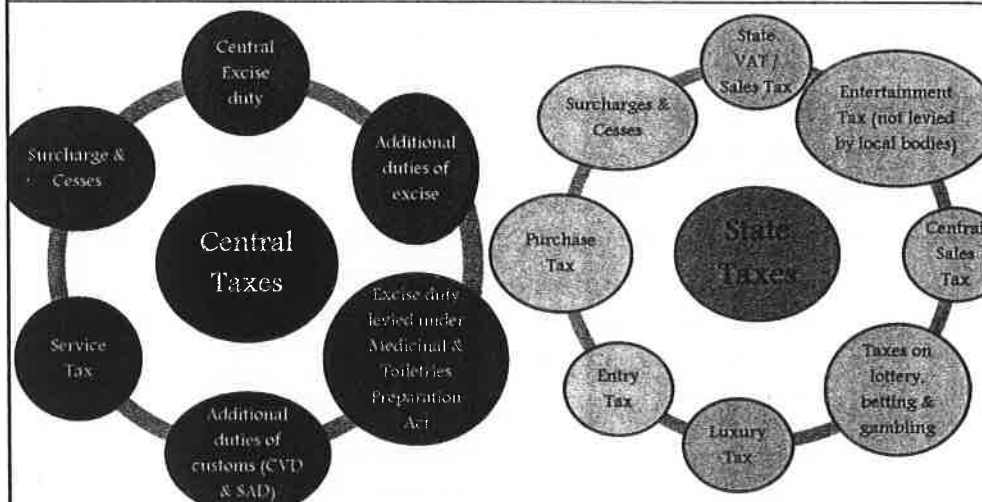 Central
Taxes
Central
Excise
duty
Additional
duties of
excise
Excise duty
levied under
Medicinal &
Toiletries
Preparation
Act
Additional
duties of
customs (CVD
& SAD)
Service
Tax
Surcharge &
Cesses
State
Taxes
State
VAT /
Sales Tax
Entertainment
Tax (not levied
by local bodies)
Central
Sales
Tax
Taxes on
lottery,
betting &
gambling
Luxury
Tax
Entry
Tax
Purchase
Tax
Surcharges &
Cesses